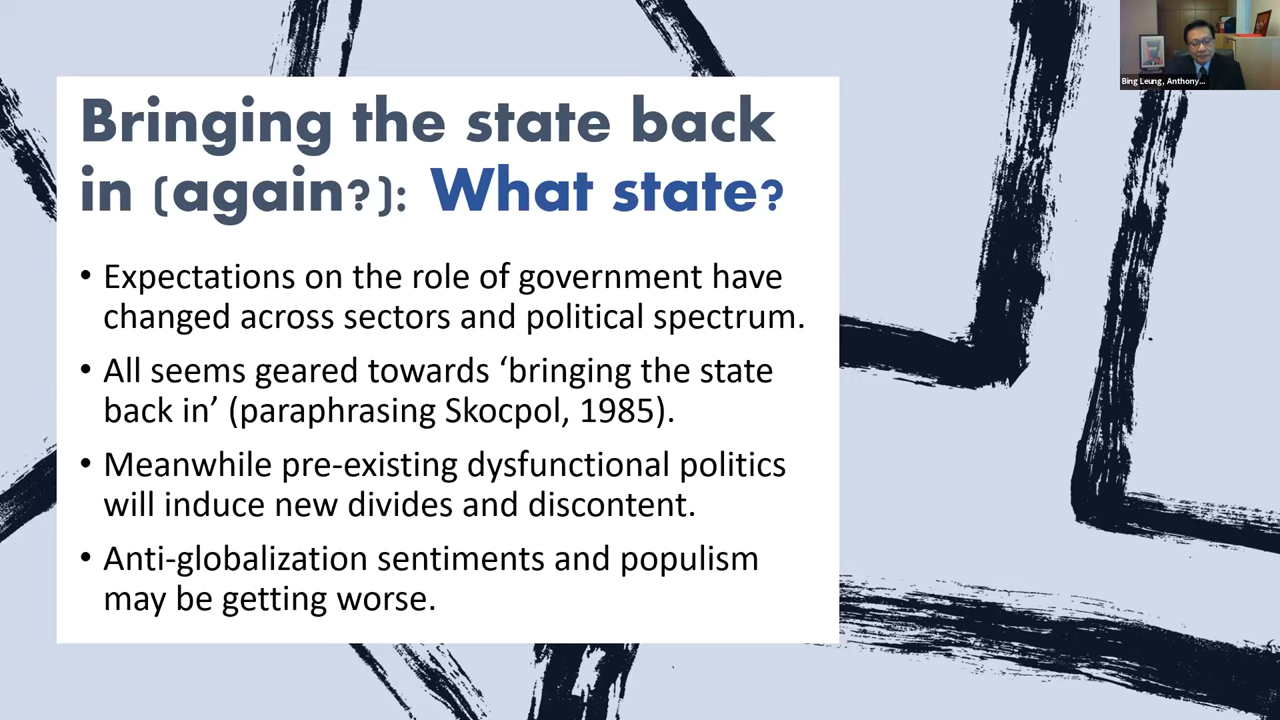 Bing Leung, Anthony...
Bringing the state back
in (again?): What state?
• Expectations on the role of government have
changed across sectors and political spectrum.
• All seems geared towards ‘bringing the state
back in’ (paraphrasing Skocpol, 1985).
• Meanwhile pre-existing dysfunctional politics
will induce new divides and discontent.
• Anti-globalization sentiments and populism
may be getting worse.